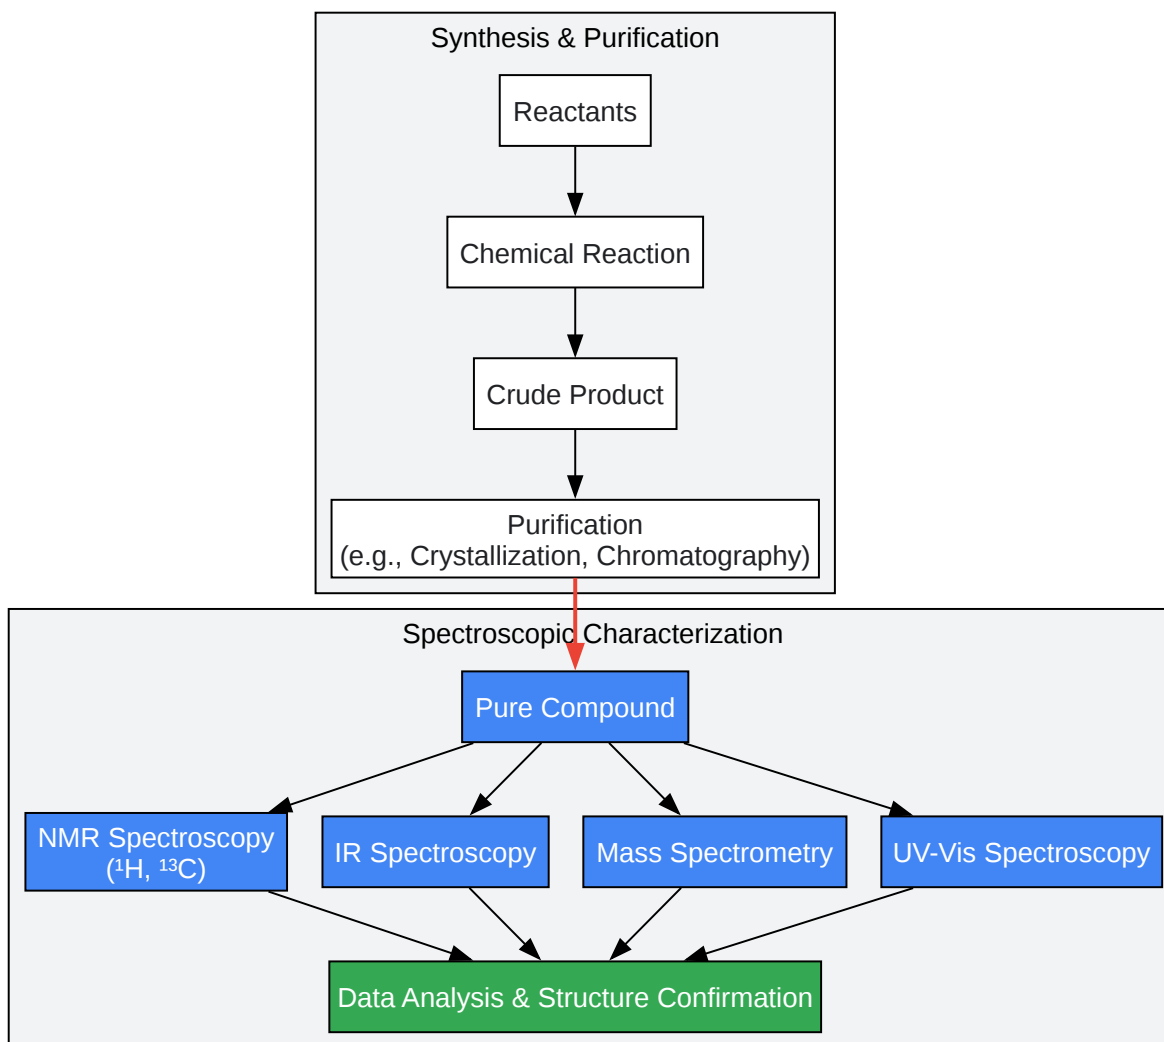 Synthesis & Purification
Reactants
Chemical Reaction
Crude Product
Purification
(e.g., Crystallization, Chromatography)
Spectroscopic Characterization
Pure Compound
NMR Spectroscopy
(¹H, ¹³C)
IR Spectroscopy
Mass Spectrometry
UV-Vis Spectroscopy
Data Analysis & Structure Confirmation